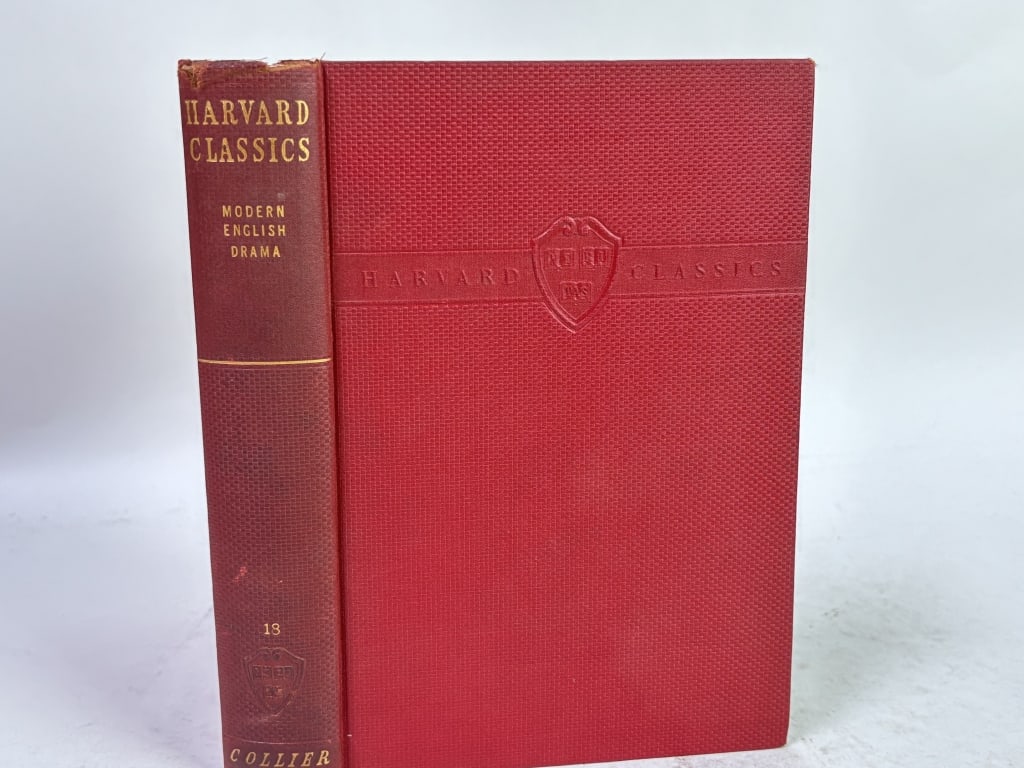 HARVARD
CLASSICS
MODERN
ENGLISH
DRAMA
18
COLLIER
HARVARD CLASSICS